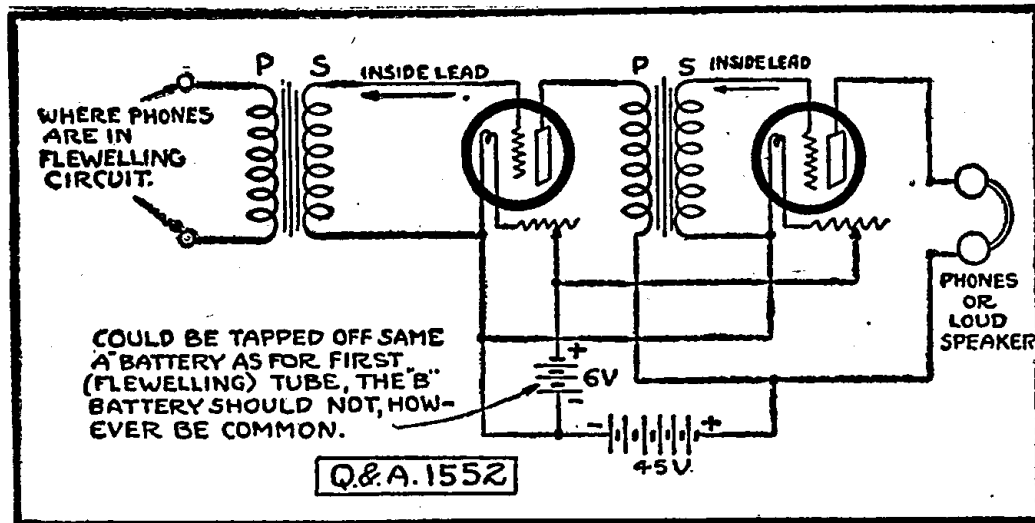 P S INSIDE LEAD P S INSIDE LEAD
WHERE PHONES
ARE IN
FLEWELLING
CIRCUIT.
PHONES
OR
LOUD
SPEAKER
COULD BE TAPPED OFF SAME
"A" BATTERY AS FOR FIRST
(FLEWELLING) TUBE, THE "B"
BATTERY SHOULD NOT, HOW-
EVER BE COMMON.
+
6V
-
- +
45V.
Q.&.A.1552